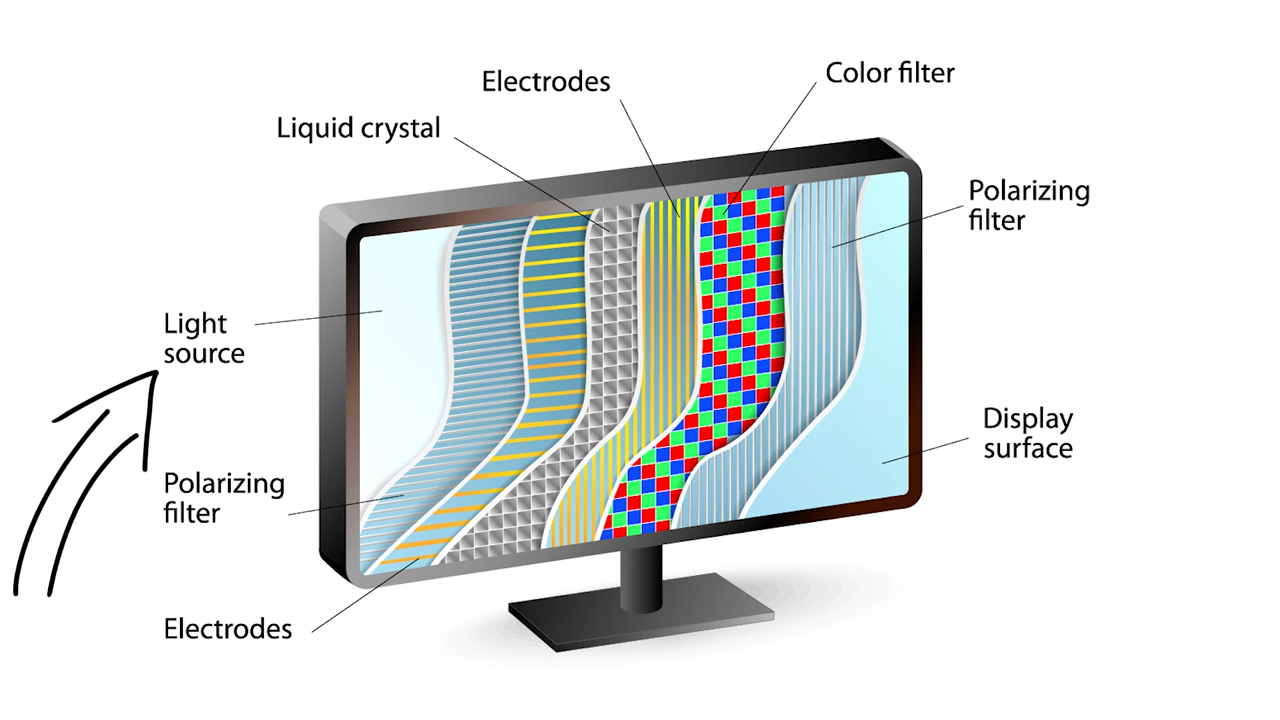 Electrodes
Color filter
Liquid crystal
Polarizing
filter
Light
source
Display
surface
Polarizing
filter
Electrodes